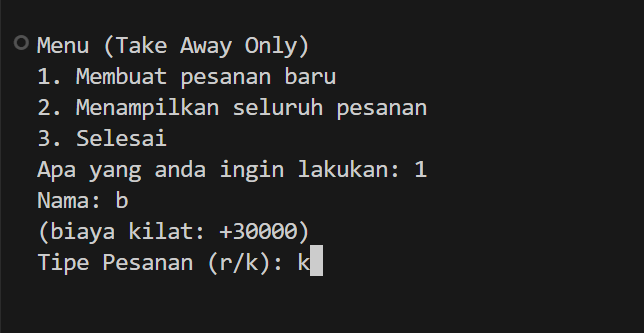 Menu (Take Away Only)
1. Membuat pesanan baru
2. Menampilkan seluruh pesanan
3. Selesai
Apa yang anda ingin lakukan: 1
Nama: b
(biaya kilat: +30000)
Tipe Pesanan (r/k): k